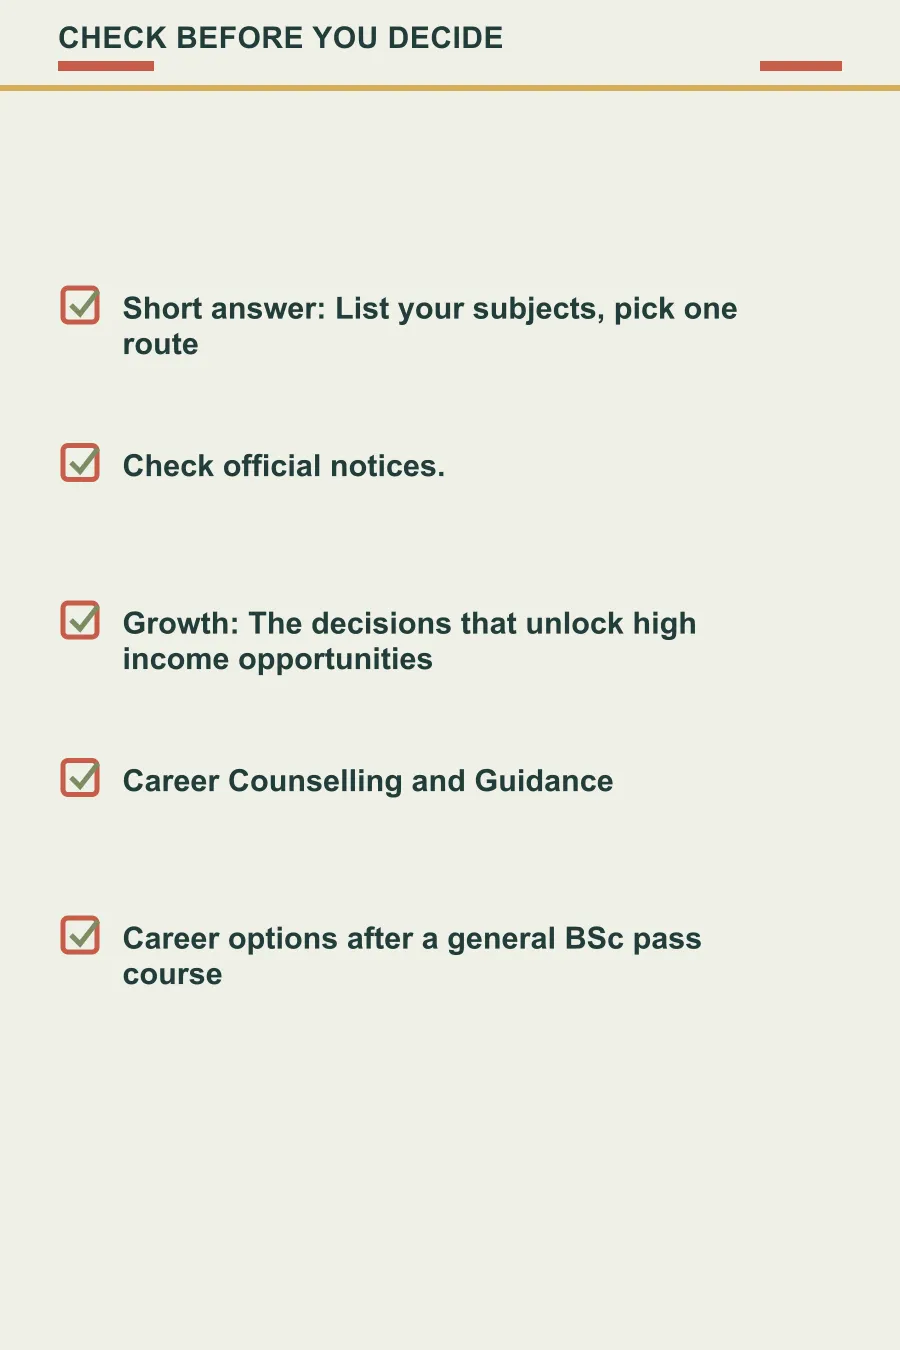 CHECK BEFORE YOU DECIDE
Short answer: List your subjects, pick one
route
Check official notices.
Growth: The decisions that unlock high
income opportunities
Career Counselling and Guidance
Career options after a general BSc pass
course